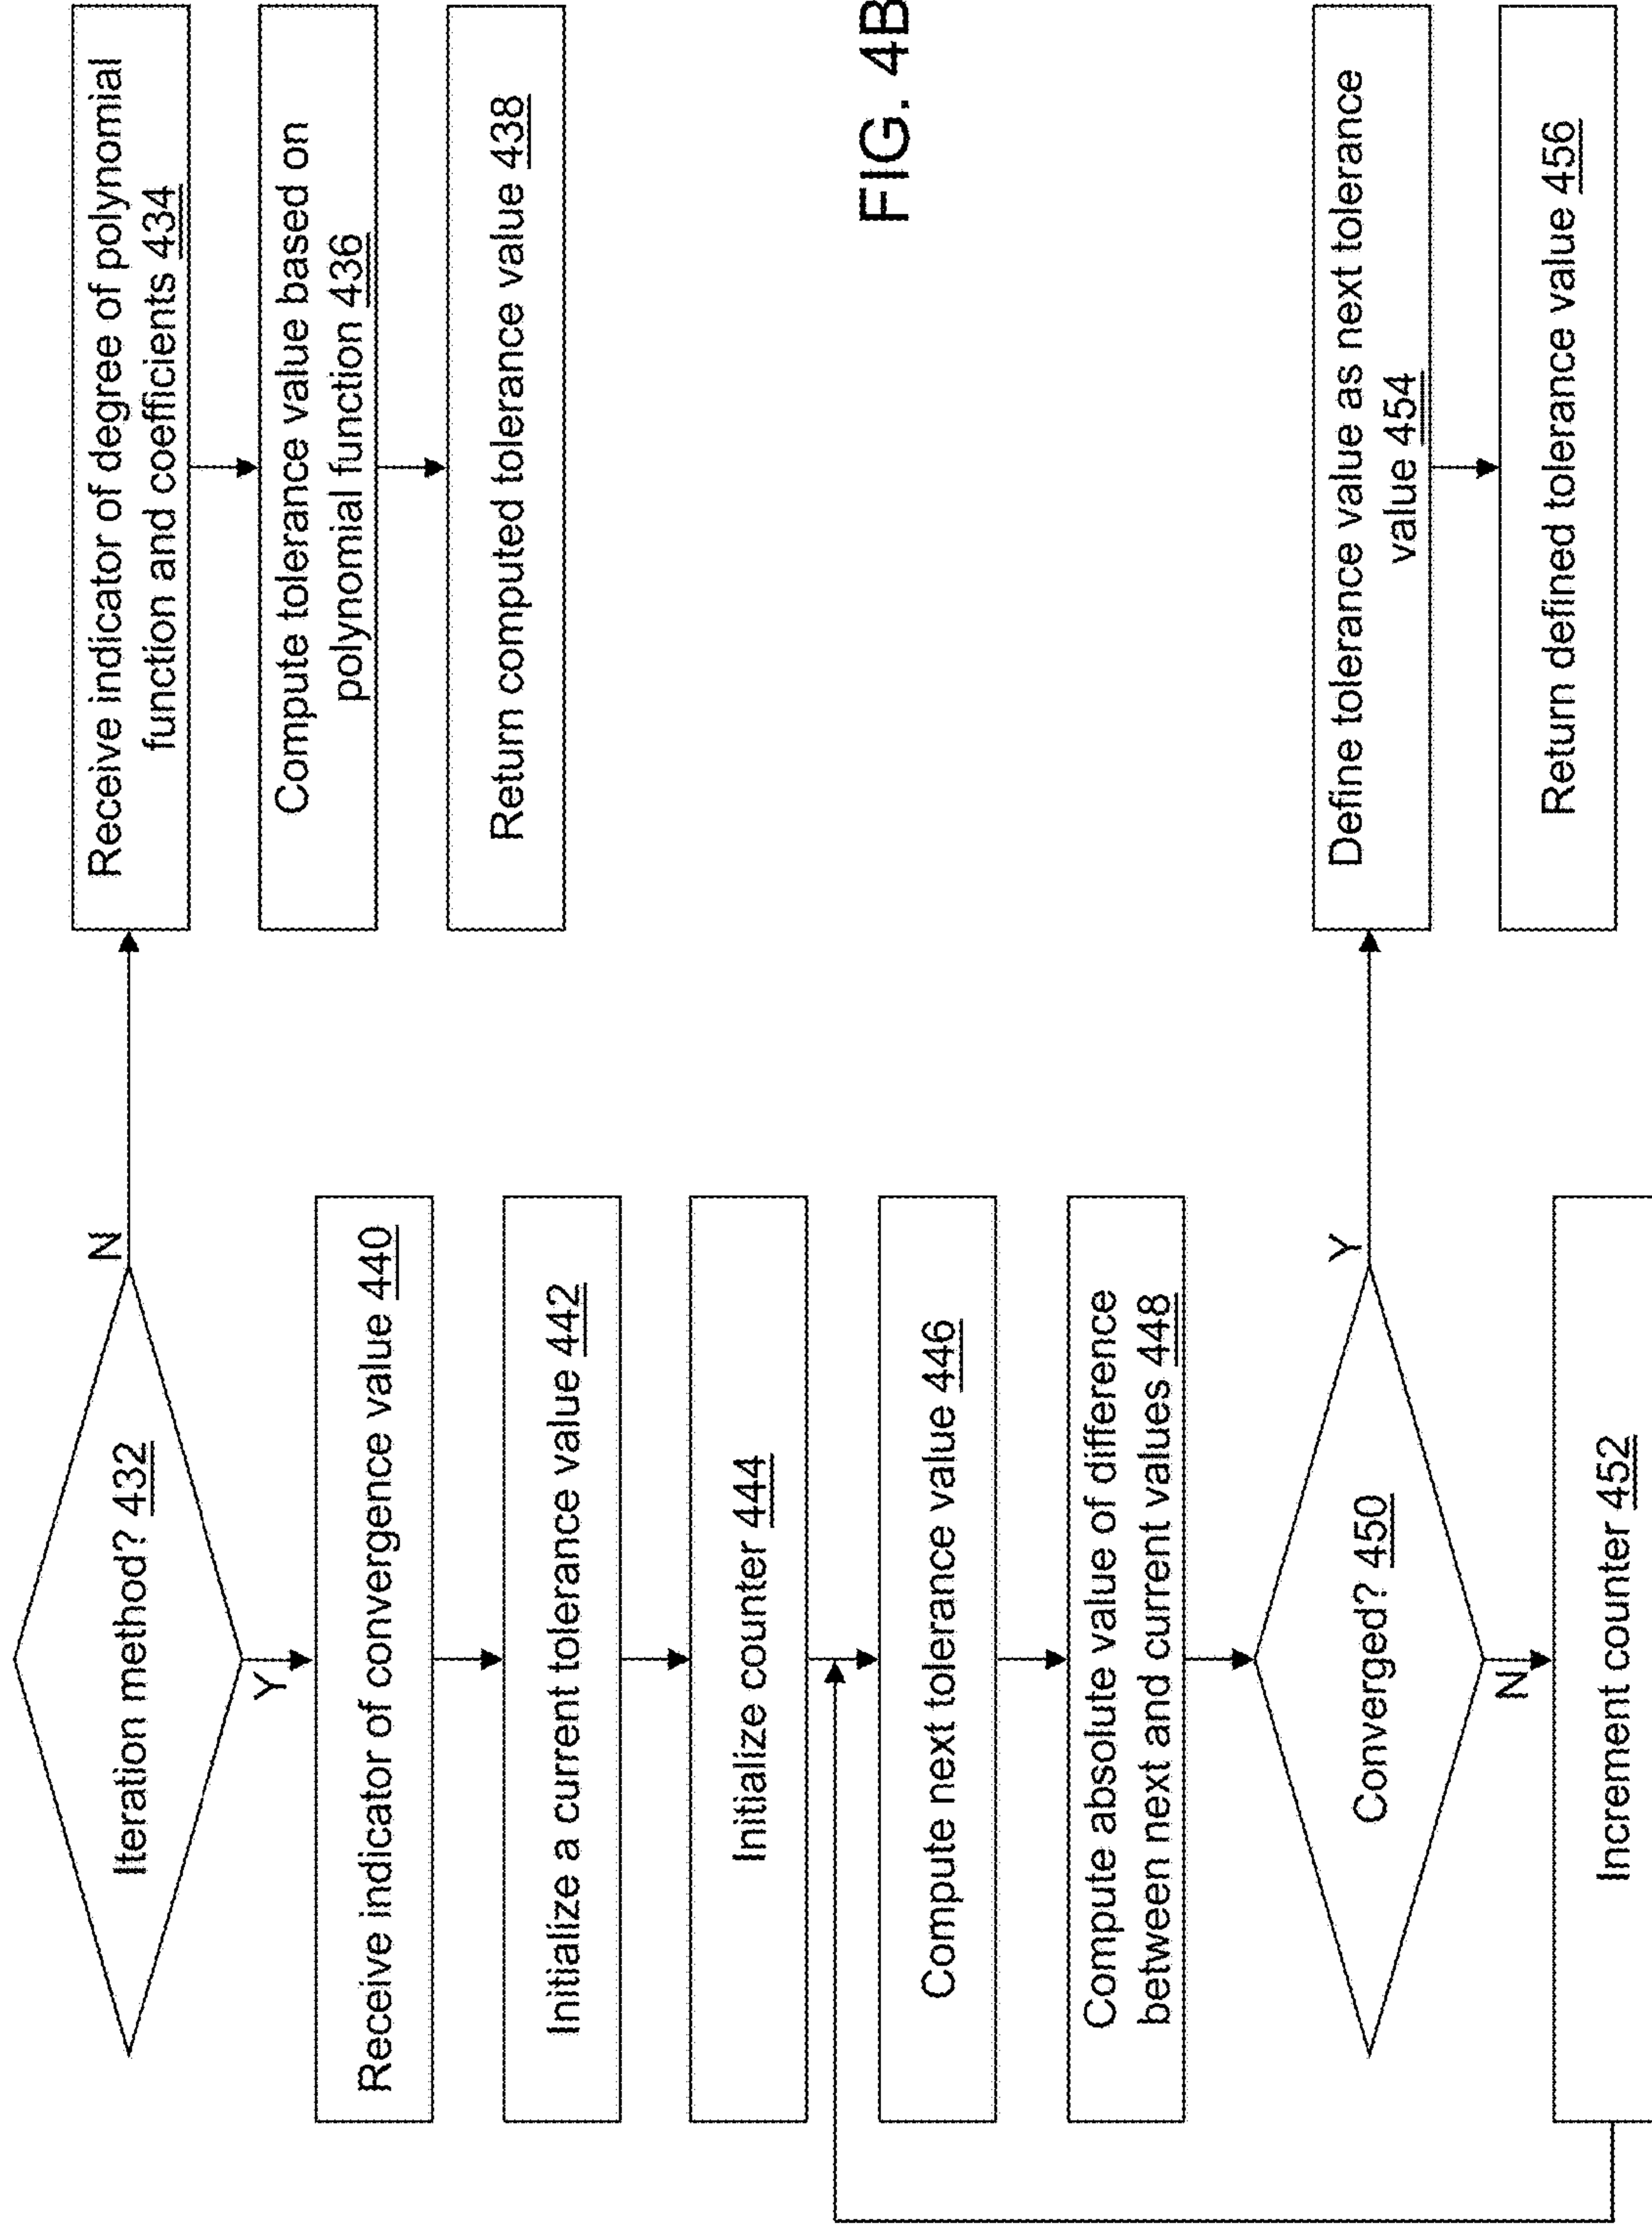 Iteration method? 432
N
Receive indicator of degree of polynomial
function and coefficients 434
Compute tolerance value based on
polynomial function 436
Return computed tolerance value 438
Y
Receive indicator of convergence value 440
Initialize a current tolerance value 442
Initialize counter 444
Compute next tolerance value 446
Compute absolute value of difference
between next and current values 448
Converged? 450
Y
Define tolerance value as next tolerance
value 454
Return defined tolerance value 456
N
Increment counter 452
FIG. 4B